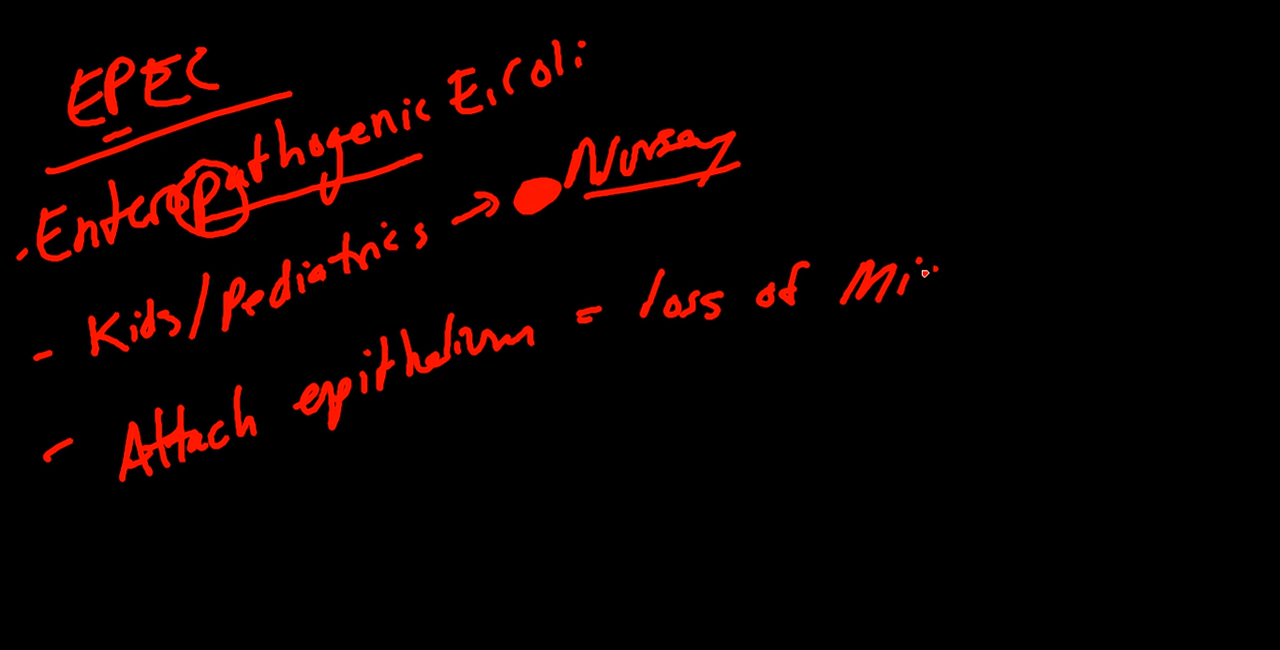 EPEC
. Enteropathogenic E. coli
- Kids/Pediatrics → Nursery
- Attach epithelium = loss of Mi